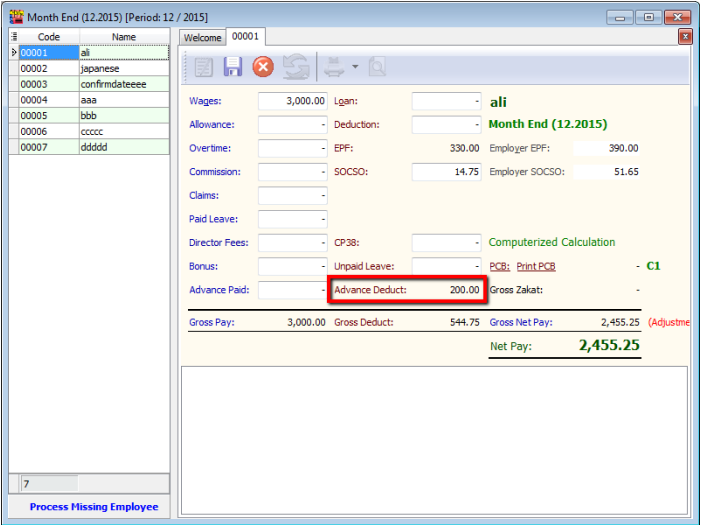 Month End (12.2015) [Period: 12 / 2015]
Code Name
00001 ali
00002 japanese
00003 confirmdateeee
00004 aaa
00005 bbb
00006 ccccc
00007 ddddd
7
Process Missing Employee
Welcome 00001
Wages: 3,000.00 Loan: - ali
Allowance: - Deduction: - Month End (12.2015)
Overtime: - EPF: 330.00 Employer EPF: 390.00
Commission: - SOCSO: 14.75 Employer SOCSO: 51.65
Claims: -
Paid Leave: -
Director Fees: - CP38: - Computerized Calculation
Bonus: - Unpaid Leave: - PCB: Print PCB - C1
Advance Paid: - Advance Deduct: 200.00 Gross Zakat: -
Gross Pay: 3,000.00 Gross Deduct: 544.75 Gross Net Pay: 2,455.25 (Adjustme
Net Pay: 2,455.25